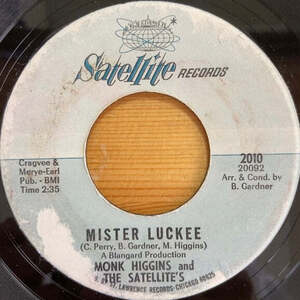 Satellite RECORDS
Cragvee &
Merye-Earl
Pub. - BMI
Time 2:35
2010
20092
Arr. & Cond. by
B. Gardner
MISTER LUCKEE
(C. Perry, B. Gardner, M. Higgins)
A Blangard Production
MONK HIGGINS and
THE SATELLITE'S
LAWRENCE RECORDS-CHICAGO 60625